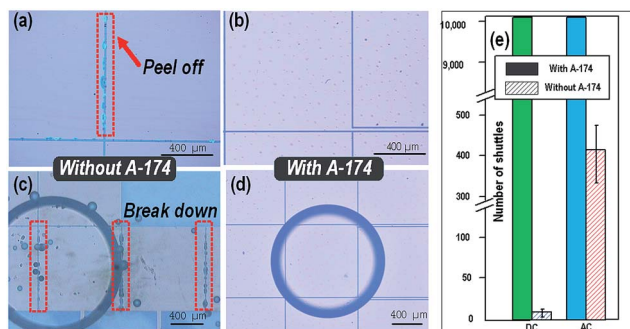 (a)
Peel off
400 μm
(b)
400 μm
Without A-174
With A-174
(c)
Break down
400 μm
(d)
400 μm
(e)
10,000
9,000
500
400
300
100
50
0
Number of shuttles
With A-174
Without A-174
DC
AC